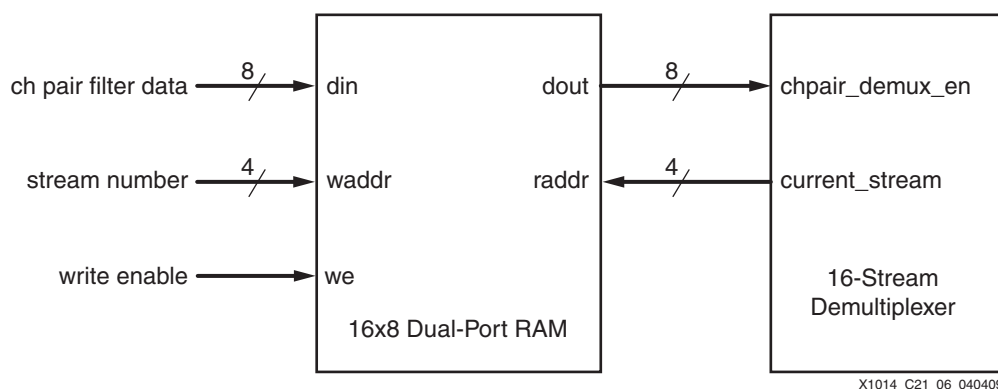 ch pair filter data
8
din
dout
8
chpair_demux_en
stream number
4
waddr
raddr
4
current_stream
write enable
we
16x8 Dual-Port RAM
16-Stream
Demultiplexer
X1014_C21_06_040409